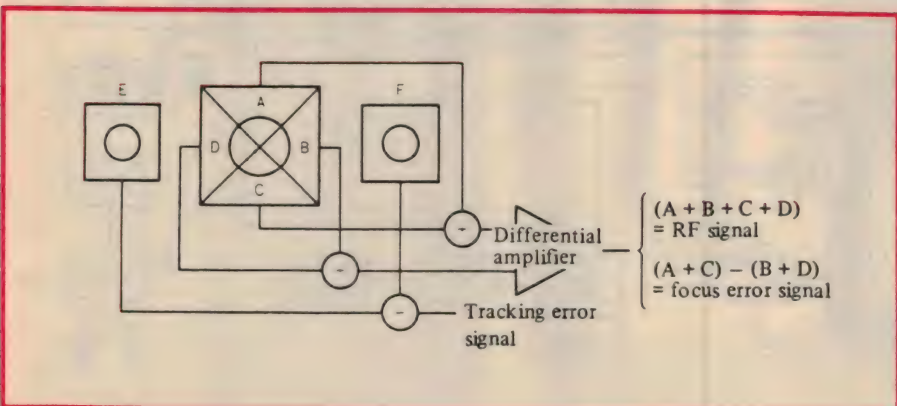 E
A
F
D
B
C
-
-
-
Differential
amplifier
Tracking error
signal
(A + B + C + D)
= RF signal
(A + C) – (B + D)
= focus error signal